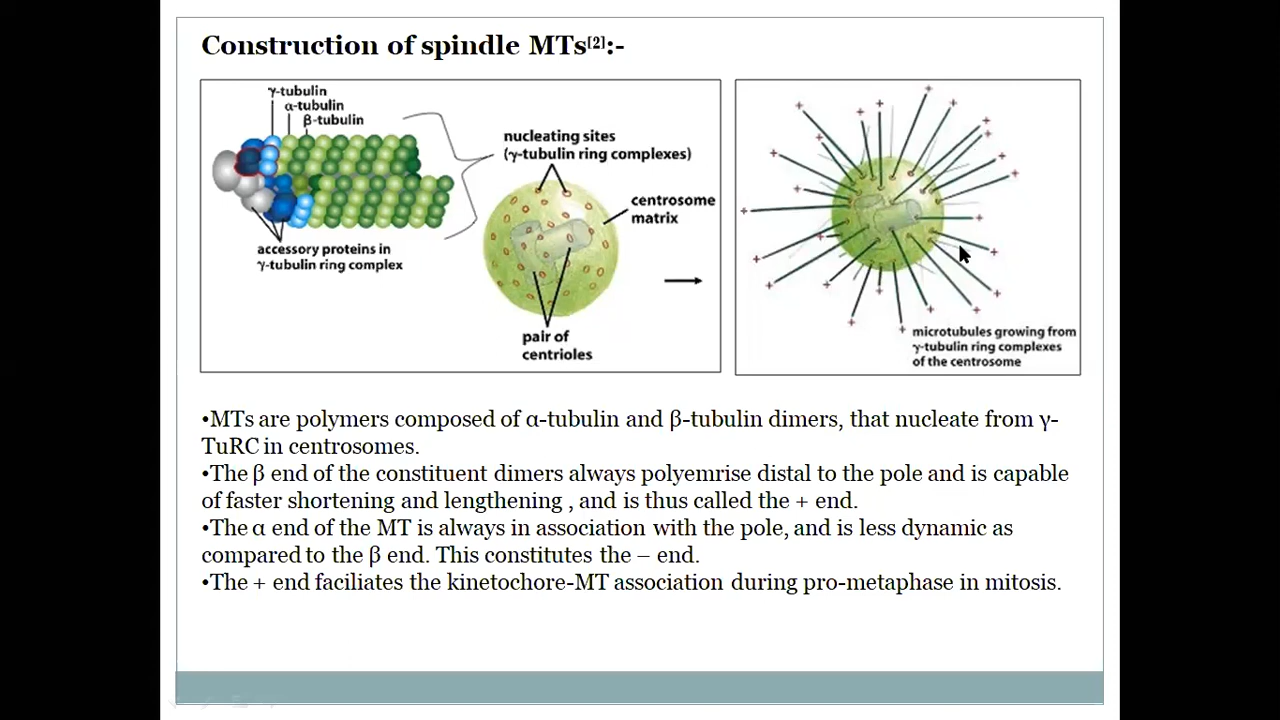 Construction of spindle MTs[2]:-
γ-tubulin
α-tubulin
β-tubulin
accessory proteins in
γ-tubulin ring complex
nucleating sites
(γ-tubulin ring complexes)
centrosome
matrix
pair of
centrioles
microtubules growing from
γ-tubulin ring complexes
of the centrosome
•MTs are polymers composed of α-tubulin and β-tubulin dimers, that nucleate from γ-
TuRC in centrosomes.
•The β end of the constituent dimers always polyemrise distal to the pole and is capable
of faster shortening and lengthening , and is thus called the + end.
•The α end of the MT is always in association with the pole, and is less dynamic as
compared to the β end. This constitutes the – end.
•The + end faciliates the kinetochore-MT association during pro-metaphase in mitosis.